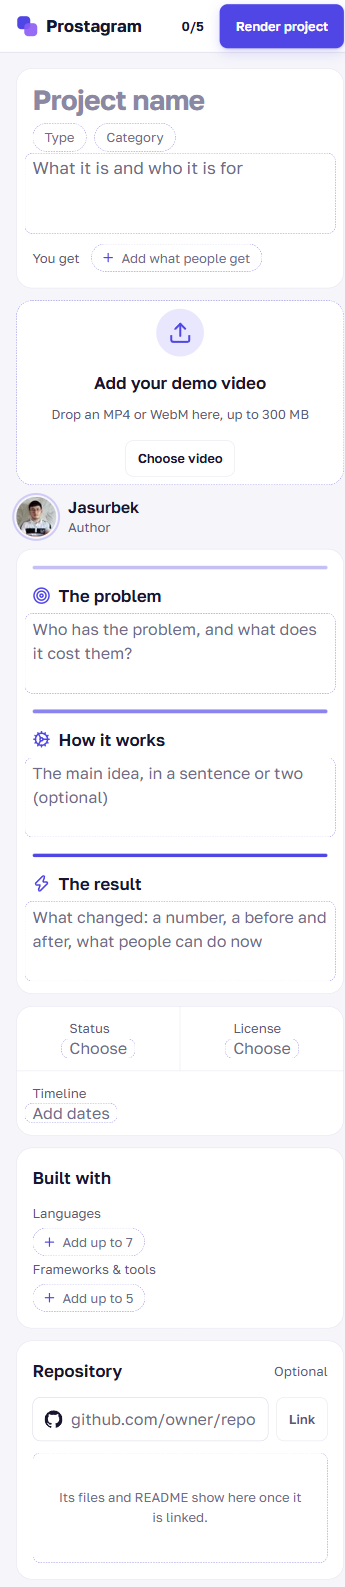 Prostagram
0/5
Render project
Project name
Type
Category
What it is and who it is for
You get
+ Add what people get
Add your demo video
Drop an MP4 or WebM here, up to 300 MB
Choose video
Jasurbek
Author
The problem
Who has the problem, and what does
it cost them?
How it works
The main idea, in a sentence or two
(optional)
The result
What changed: a number, a before and
after, what people can do now
Status
License
Choose
Choose
Timeline
Add dates
Built with
Languages
+ Add up to 7
Frameworks & tools
+ Add up to 5
Repository
Optional
github.com/owner/repo
Link
Its files and README show here once it
is linked.